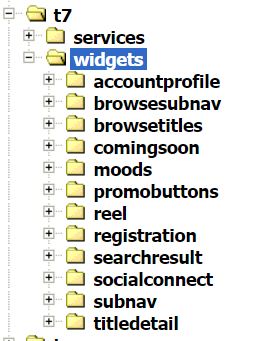 t7
services
widgets
accountprofile
browsesubnav
browsetitles
comingsoon
moods
promobuttons
reel
registration
searchresult
socialconnect
subnav
titledetail